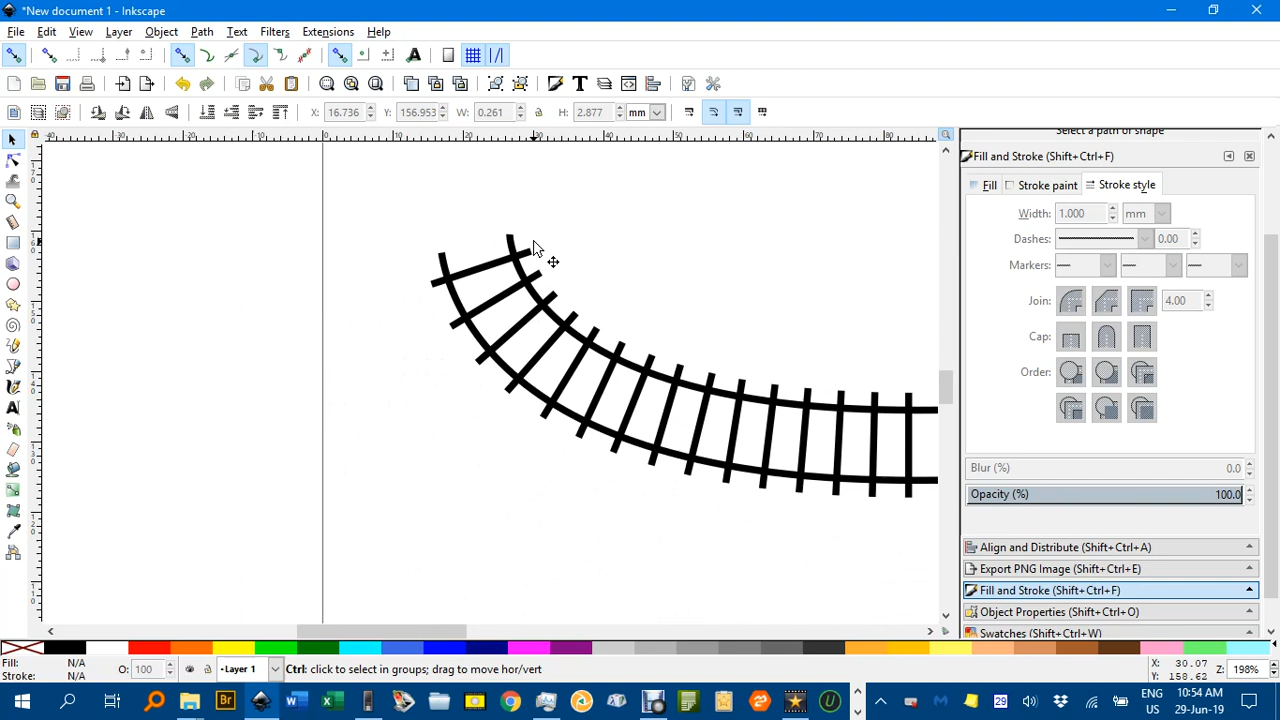 *New document 1 - Inkscape
File Edit View Layer Object Path Text Filters Extensions Help
X: 16.736 Y: 156.953 W: 0.261 H: 2.877 mm
Select a path or shape
Fill and Stroke (Shift+Ctrl+F)
Fill Stroke paint Stroke style
Width: 1.000 mm
Dashes: 0.00
Markers:
Join: 4.00
Cap:
Order:
Blur (%) 0.0
Opacity (%) 100.0
Align and Distribute (Shift+Ctrl+A)
Export PNG Image (Shift+Ctrl+E)
Fill and Stroke (Shift+Ctrl+F)
Object Properties (Shift+Ctrl+O)
Swatches (Shift+Ctrl+W)
Fill: N/A
Stroke: N/A
O: 100
Layer 1
Ctrl: click to select in groups; drag to move hor/vert
X: 30.07
Y: 158.62
Z: 198%
ENG
US
10:54 AM
29-Jun-19
29